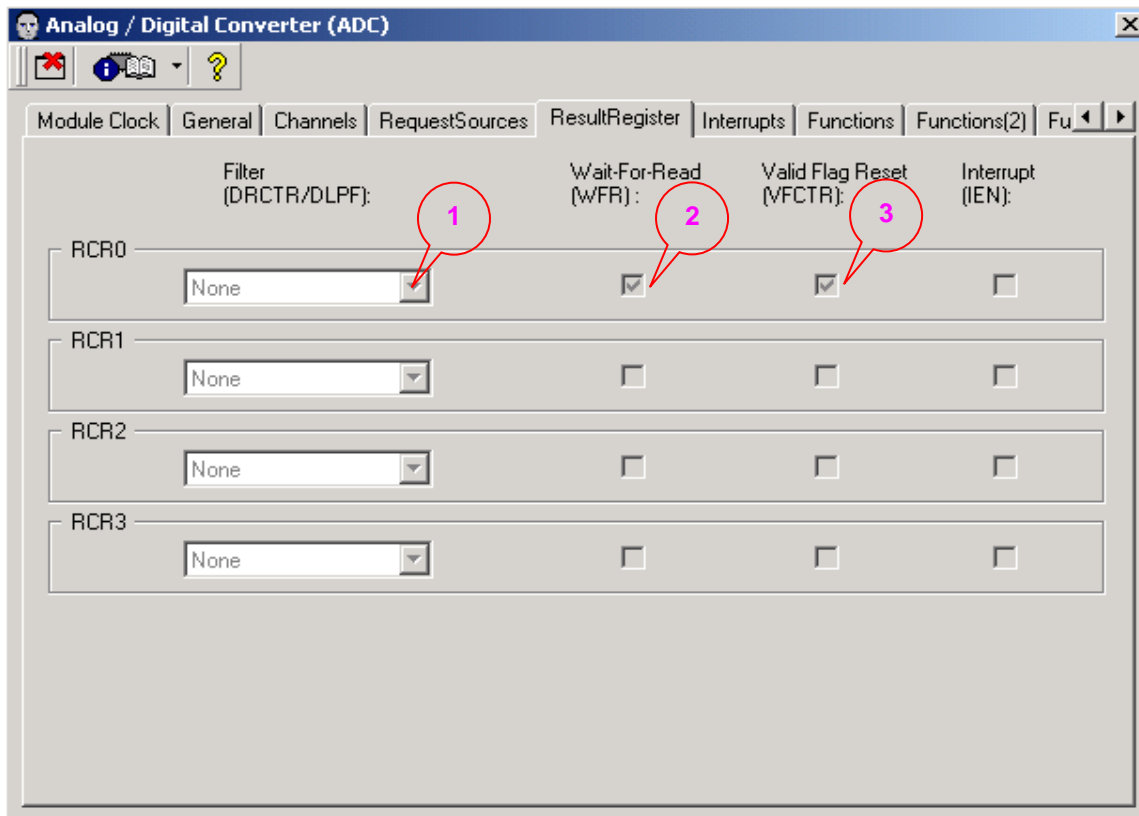 Analog / Digital Converter (ADC)
Module Clock General Channels RequestSources ResultRegister Interrupts Functions Functions(2) Fu
Filter (DRCTR/DLPF): Wait-For-Read (WFR) : Valid Flag Reset (VFCTR): Interrupt (IEN):
1 2 3
RCR0
None
RCR1
None
RCR2
None
RCR3
None